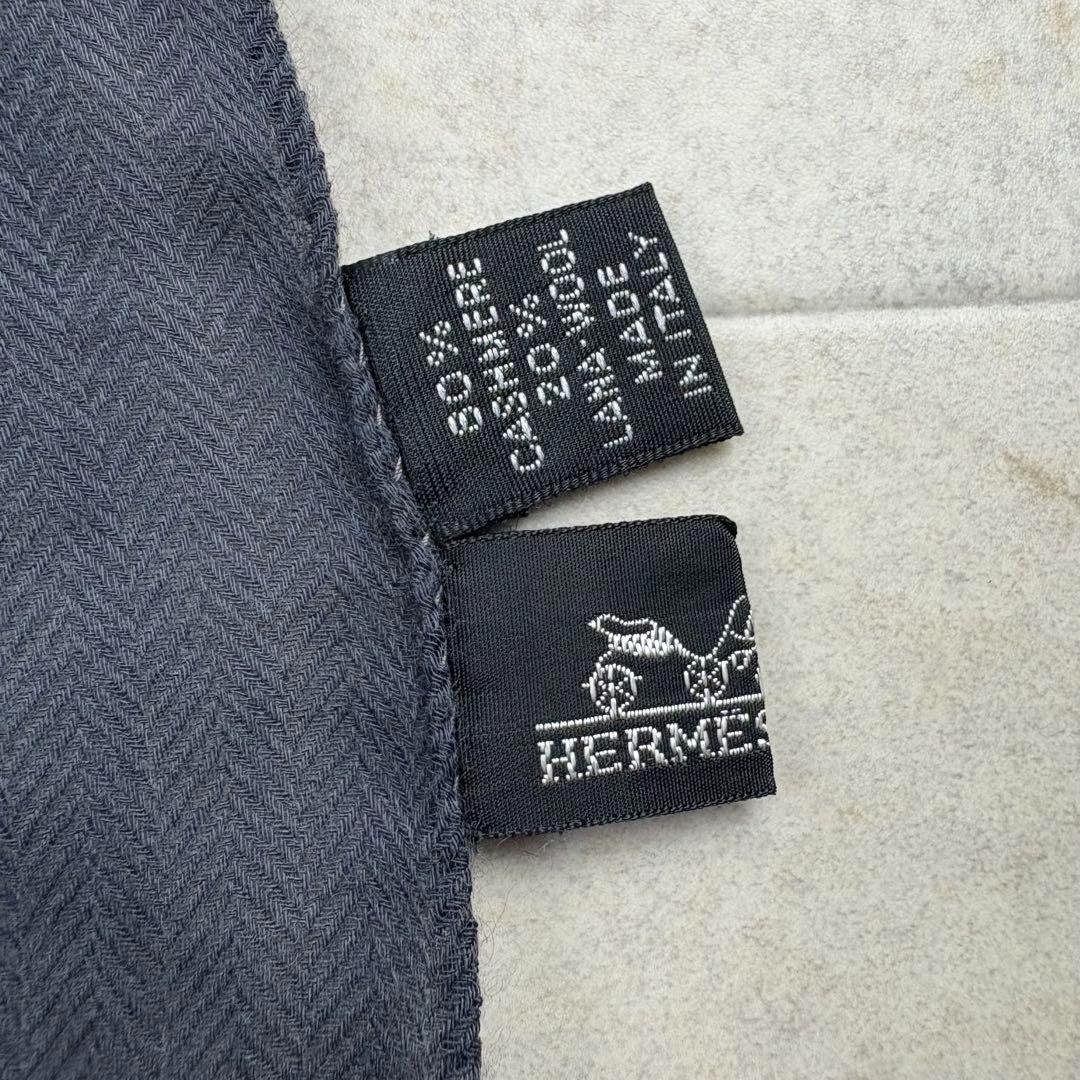 80%
CASHMERE
20%
LANA-WOOL
MADE
IN ITALY
HERMÈS